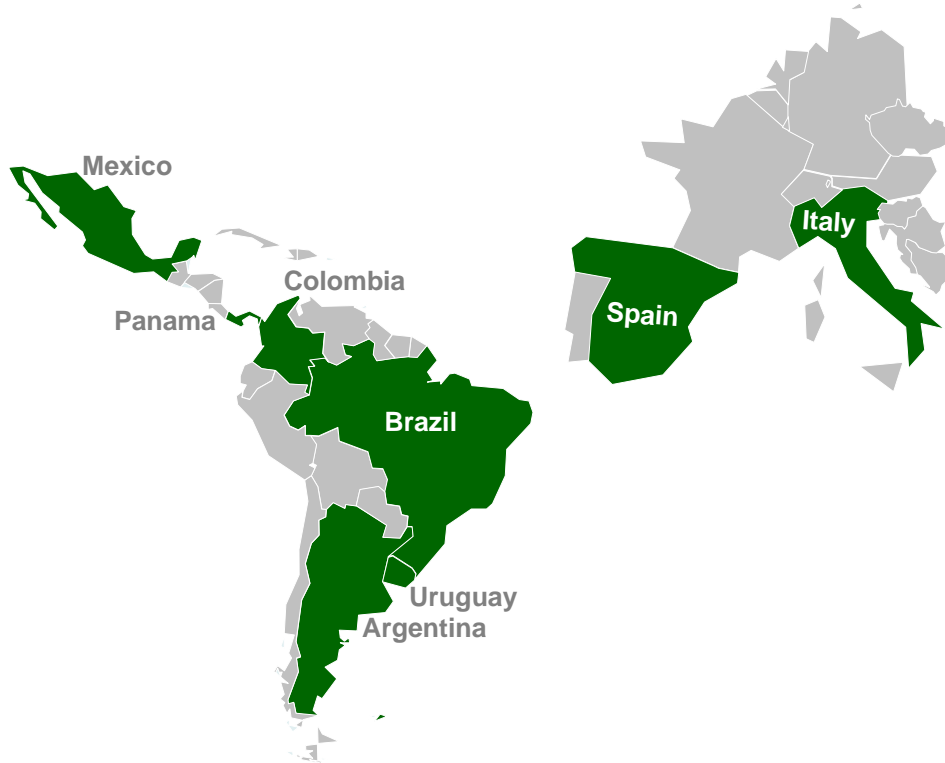 Mexico
Italy
Colombia
Panama
Spain
Brazil
Uruguay
Argentina